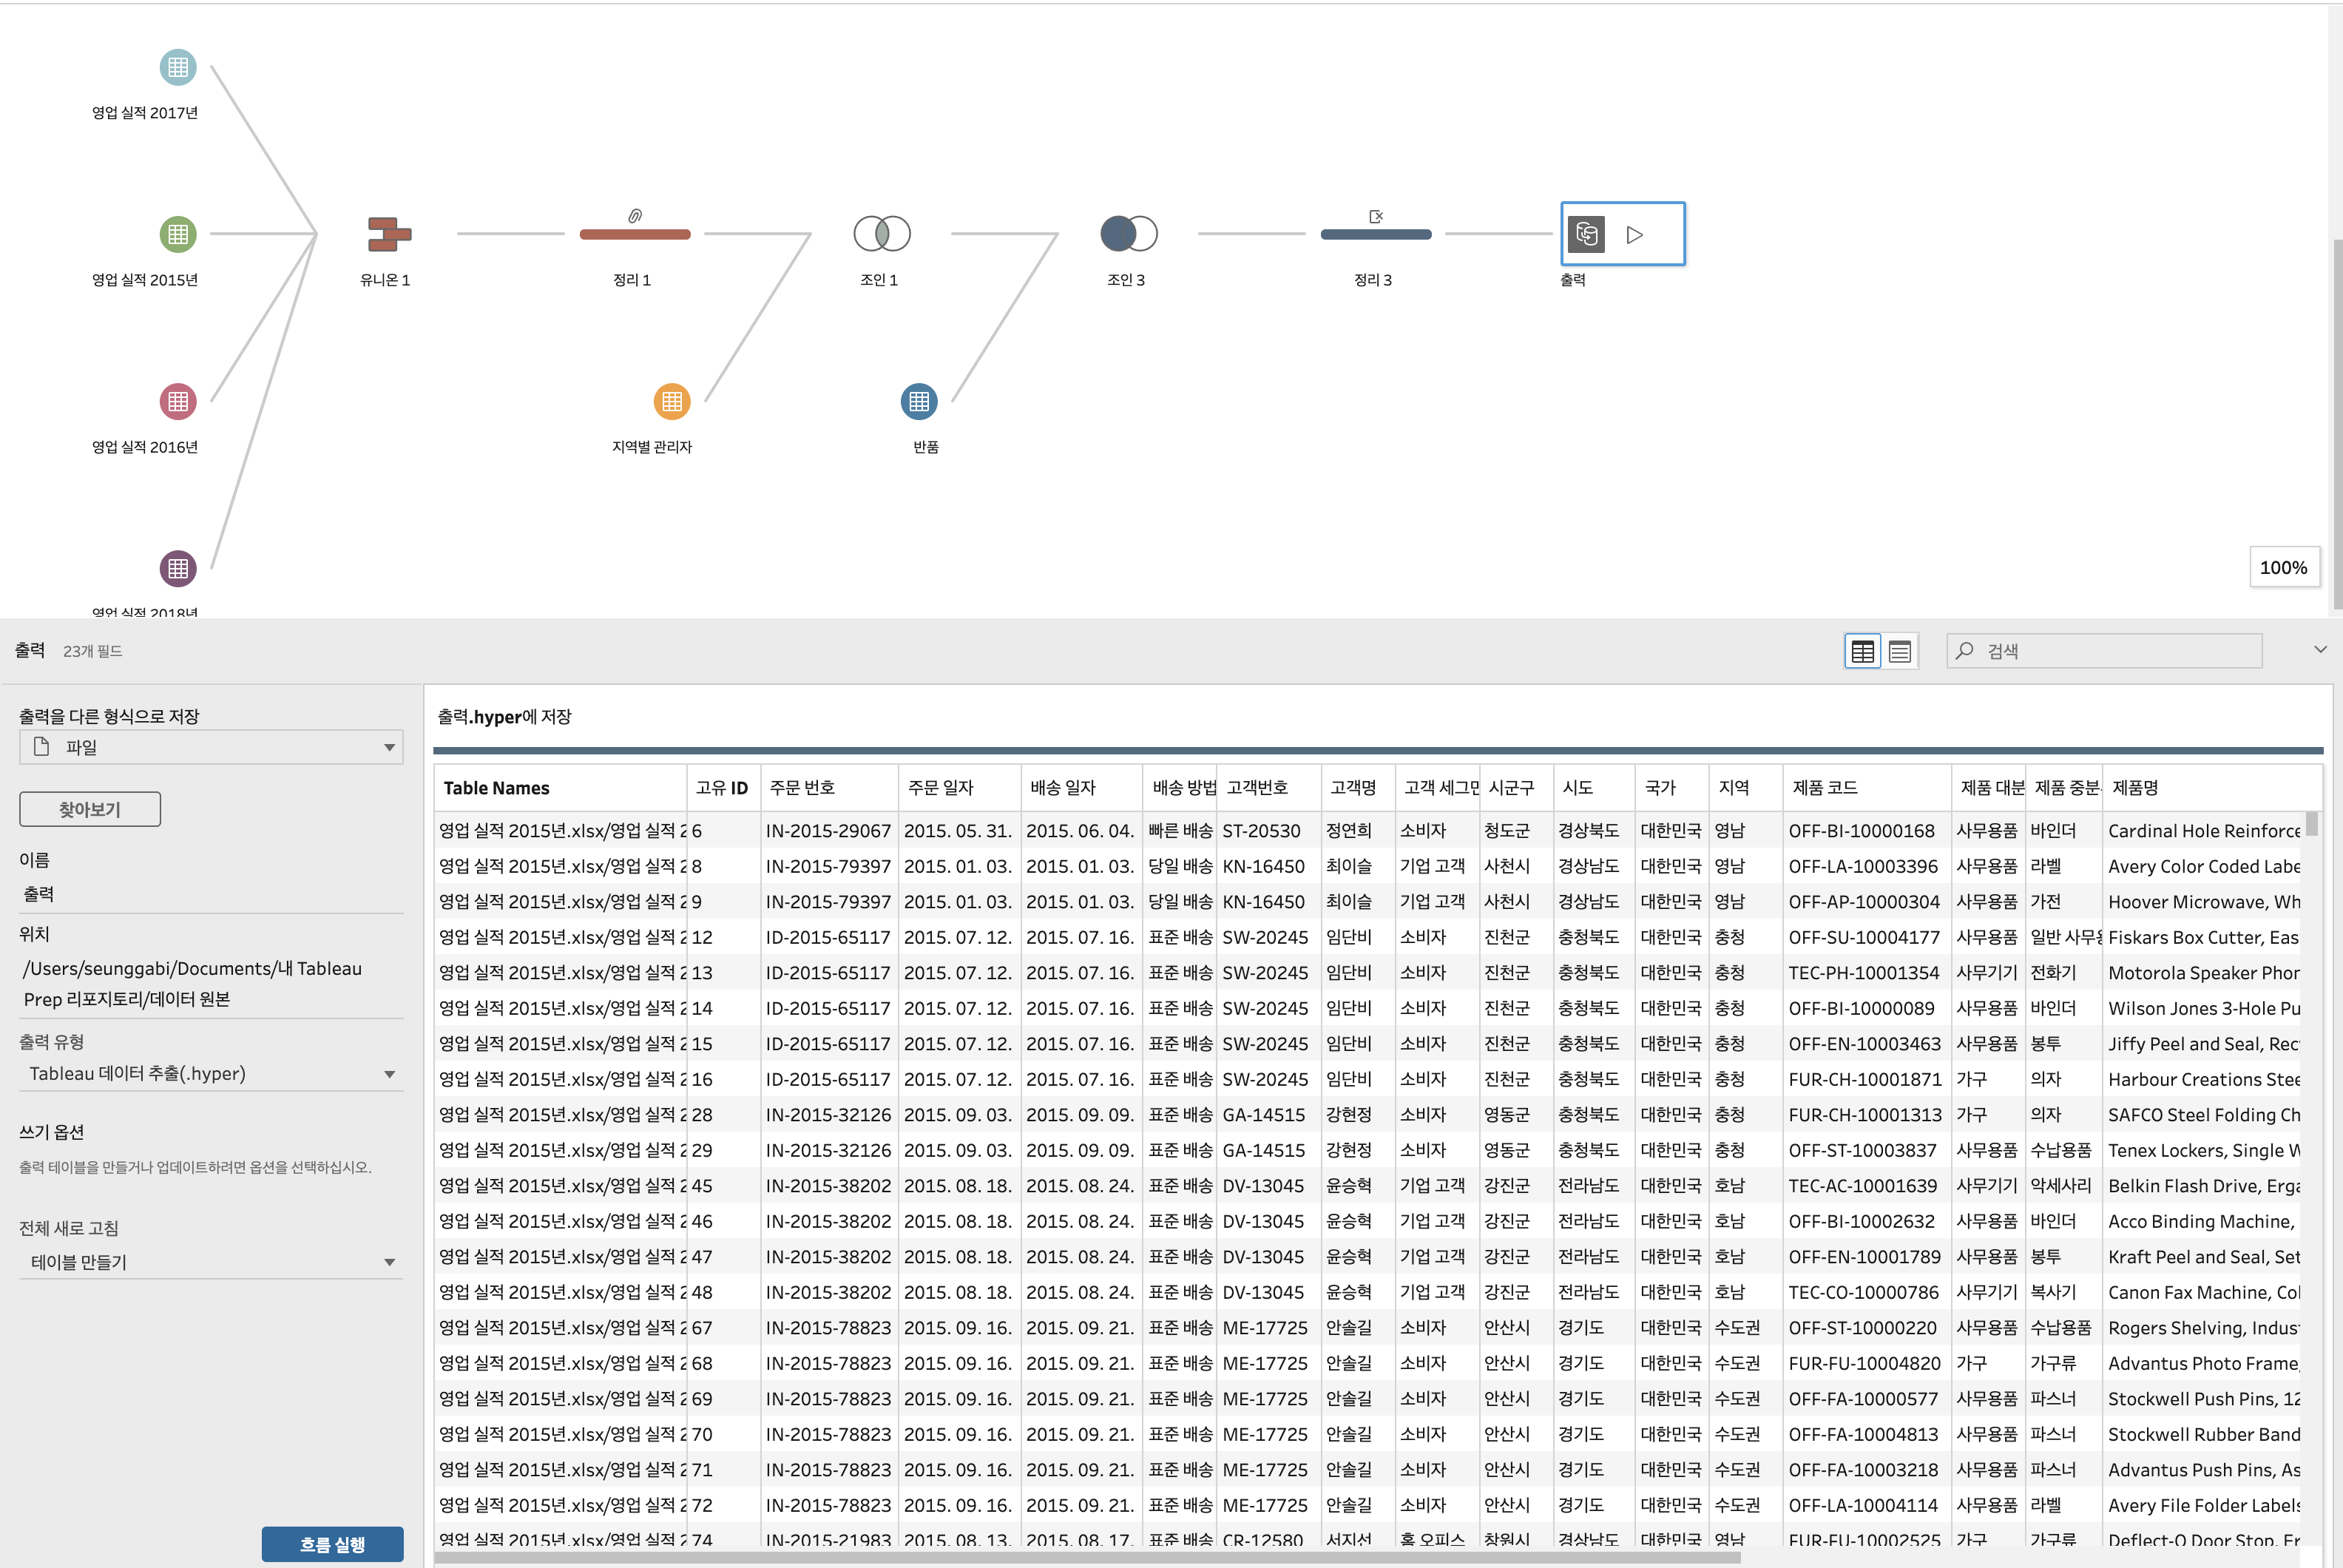 영업 실적 2017년
영업 실적 2015년
유니온 1
정리 1
조인 1
조인 3
정리 3
출력
영업 실적 2016년
지역별 관리자
반품
영업 실적 2018년
100%
출력 23개 필드
검색
출력을 다른 형식으로 저장
파일
찾아보기
이름
출력
위치
/Users/seunggabi/Documents/내 Tableau
Prep 리포지토리/데이터 원본
출력 유형
Tableau 데이터 추출(.hyper)
쓰기 옵션
출력 테이블을 만들거나 업데이트하려면 옵션을 선택하십시오.
전체 새로 고침
테이블 만들기
흐름 실행
출력.hyper에 저장
Table Names 고유 ID 주문 번호 주문 일자 배송 일자 배송 방법 고객번호 고객명 고객 세그먼 시군구 시도 국가 지역 제품 코드 제품 대분 제품 중분 제품명
영업 실적 2015년.xlsx/영업 실적 2 6 IN-2015-29067 2015. 05. 31. 2015. 06. 04. 빠른 배송 ST-20530 정연희 소비자 청도군 경상북도 대한민국 영남 OFF-BI-10000168 사무용품 바인더 Cardinal Hole Reinforce
영업 실적 2015년.xlsx/영업 실적 2 8 IN-2015-79397 2015. 01. 03. 2015. 01. 03. 당일 배송 KN-16450 최이슬 기업 고객 사천시 경상남도 대한민국 영남 OFF-LA-10003396 사무용품 라벨 Avery Color Coded Labe
영업 실적 2015년.xlsx/영업 실적 2 9 IN-2015-79397 2015. 01. 03. 2015. 01. 03. 당일 배송 KN-16450 최이슬 기업 고객 사천시 경상남도 대한민국 영남 OFF-AP-10000304 사무용품 가전 Hoover Microwave, Wh
영업 실적 2015년.xlsx/영업 실적 2 12 ID-2015-65117 2015. 07. 12. 2015. 07. 16. 표준 배송 SW-20245 임단비 소비자 진천군 충청북도 대한민국 충청 OFF-SU-10004177 사무용품 일반 사무용 Fiskars Box Cutter, Eas
영업 실적 2015년.xlsx/영업 실적 2 13 ID-2015-65117 2015. 07. 12. 2015. 07. 16. 표준 배송 SW-20245 임단비 소비자 진천군 충청북도 대한민국 충청 TEC-PH-10001354 사무기기 전화기 Motorola Speaker Phor
영업 실적 2015년.xlsx/영업 실적 2 14 ID-2015-65117 2015. 07. 12. 2015. 07. 16. 표준 배송 SW-20245 임단비 소비자 진천군 충청북도 대한민국 충청 OFF-BI-10000089 사무용품 바인더 Wilson Jones 3-Hole Pu
영업 실적 2015년.xlsx/영업 실적 2 15 ID-2015-65117 2015. 07. 12. 2015. 07. 16. 표준 배송 SW-20245 임단비 소비자 진천군 충청북도 대한민국 충청 OFF-EN-10003463 사무용품 봉투 Jiffy Peel and Seal, Rec
영업 실적 2015년.xlsx/영업 실적 2 16 ID-2015-65117 2015. 07. 12. 2015. 07. 16. 표준 배송 SW-20245 임단비 소비자 진천군 충청북도 대한민국 충청 FUR-CH-10001871 가구 의자 Harbour Creations Stee
영업 실적 2015년.xlsx/영업 실적 2 28 IN-2015-32126 2015. 09. 03. 2015. 09. 09. 표준 배송 GA-14515 강현정 소비자 영동군 충청북도 대한민국 충청 FUR-CH-10001313 가구 의자 SAFCO Steel Folding Ch
영업 실적 2015년.xlsx/영업 실적 2 29 IN-2015-32126 2015. 09. 03. 2015. 09. 09. 표준 배송 GA-14515 강현정 소비자 영동군 충청북도 대한민국 충청 OFF-ST-10003837 사무용품 수납용품 Tenex Lockers, Single W
영업 실적 2015년.xlsx/영업 실적 2 45 IN-2015-38202 2015. 08. 18. 2015. 08. 24. 표준 배송 DV-13045 윤승혁 기업 고객 강진군 전라남도 대한민국 호남 TEC-AC-10001639 사무기기 악세사리 Belkin Flash Drive, Erga
영업 실적 2015년.xlsx/영업 실적 2 46 IN-2015-38202 2015. 08. 18. 2015. 08. 24. 표준 배송 DV-13045 윤승혁 기업 고객 강진군 전라남도 대한민국 호남 OFF-BI-10002632 사무용품 바인더 Acco Binding Machine,
영업 실적 2015년.xlsx/영업 실적 2 47 IN-2015-38202 2015. 08. 18. 2015. 08. 24. 표준 배송 DV-13045 윤승혁 기업 고객 강진군 전라남도 대한민국 호남 OFF-EN-10001789 사무용품 봉투 Kraft Peel and Seal, Set
영업 실적 2015년.xlsx/영업 실적 2 48 IN-2015-38202 2015. 08. 18. 2015. 08. 24. 표준 배송 DV-13045 윤승혁 기업 고객 강진군 전라남도 대한민국 호남 TEC-CO-10000786 사무기기 복사기 Canon Fax Machine, Col
영업 실적 2015년.xlsx/영업 실적 2 67 IN-2015-78823 2015. 09. 16. 2015. 09. 21. 표준 배송 ME-17725 안솔길 소비자 안산시 경기도 대한민국 수도권 OFF-ST-10000220 사무용품 수납용품 Rogers Shelving, Indust
영업 실적 2015년.xlsx/영업 실적 2 68 IN-2015-78823 2015. 09. 16. 2015. 09. 21. 표준 배송 ME-17725 안솔길 소비자 안산시 경기도 대한민국 수도권 FUR-FU-10004820 가구 가구류 Advantus Photo Frame,
영업 실적 2015년.xlsx/영업 실적 2 69 IN-2015-78823 2015. 09. 16. 2015. 09. 21. 표준 배송 ME-17725 안솔길 소비자 안산시 경기도 대한민국 수도권 OFF-FA-10000577 사무용품 파스너 Stockwell Push Pins, 12
영업 실적 2015년.xlsx/영업 실적 2 70 IN-2015-78823 2015. 09. 16. 2015. 09. 21. 표준 배송 ME-17725 안솔길 소비자 안산시 경기도 대한민국 수도권 OFF-FA-10004813 사무용품 파스너 Stockwell Rubber Band
영업 실적 2015년.xlsx/영업 실적 2 71 IN-2015-78823 2015. 09. 16. 2015. 09. 21. 표준 배송 ME-17725 안솔길 소비자 안산시 경기도 대한민국 수도권 OFF-FA-10003218 사무용품 파스너 Advantus Push Pins, As
영업 실적 2015년.xlsx/영업 실적 2 72 IN-2015-78823 2015. 09. 16. 2015. 09. 21. 표준 배송 ME-17725 안솔길 소비자 안산시 경기도 대한민국 수도권 OFF-LA-10004114 사무용품 라벨 Avery File Folder Labels
영업 실적 2015년.xlsx/영업 실적 2 74 IN-2015-21983 2015. 08. 13. 2015. 08. 17. 표준 배송 CR-12580 서지선 홈 오피스 창원시 경상남도 대한민국 영남 FUR-FU-10002525 가구 가구류 Deflect-O Door Stop, Er